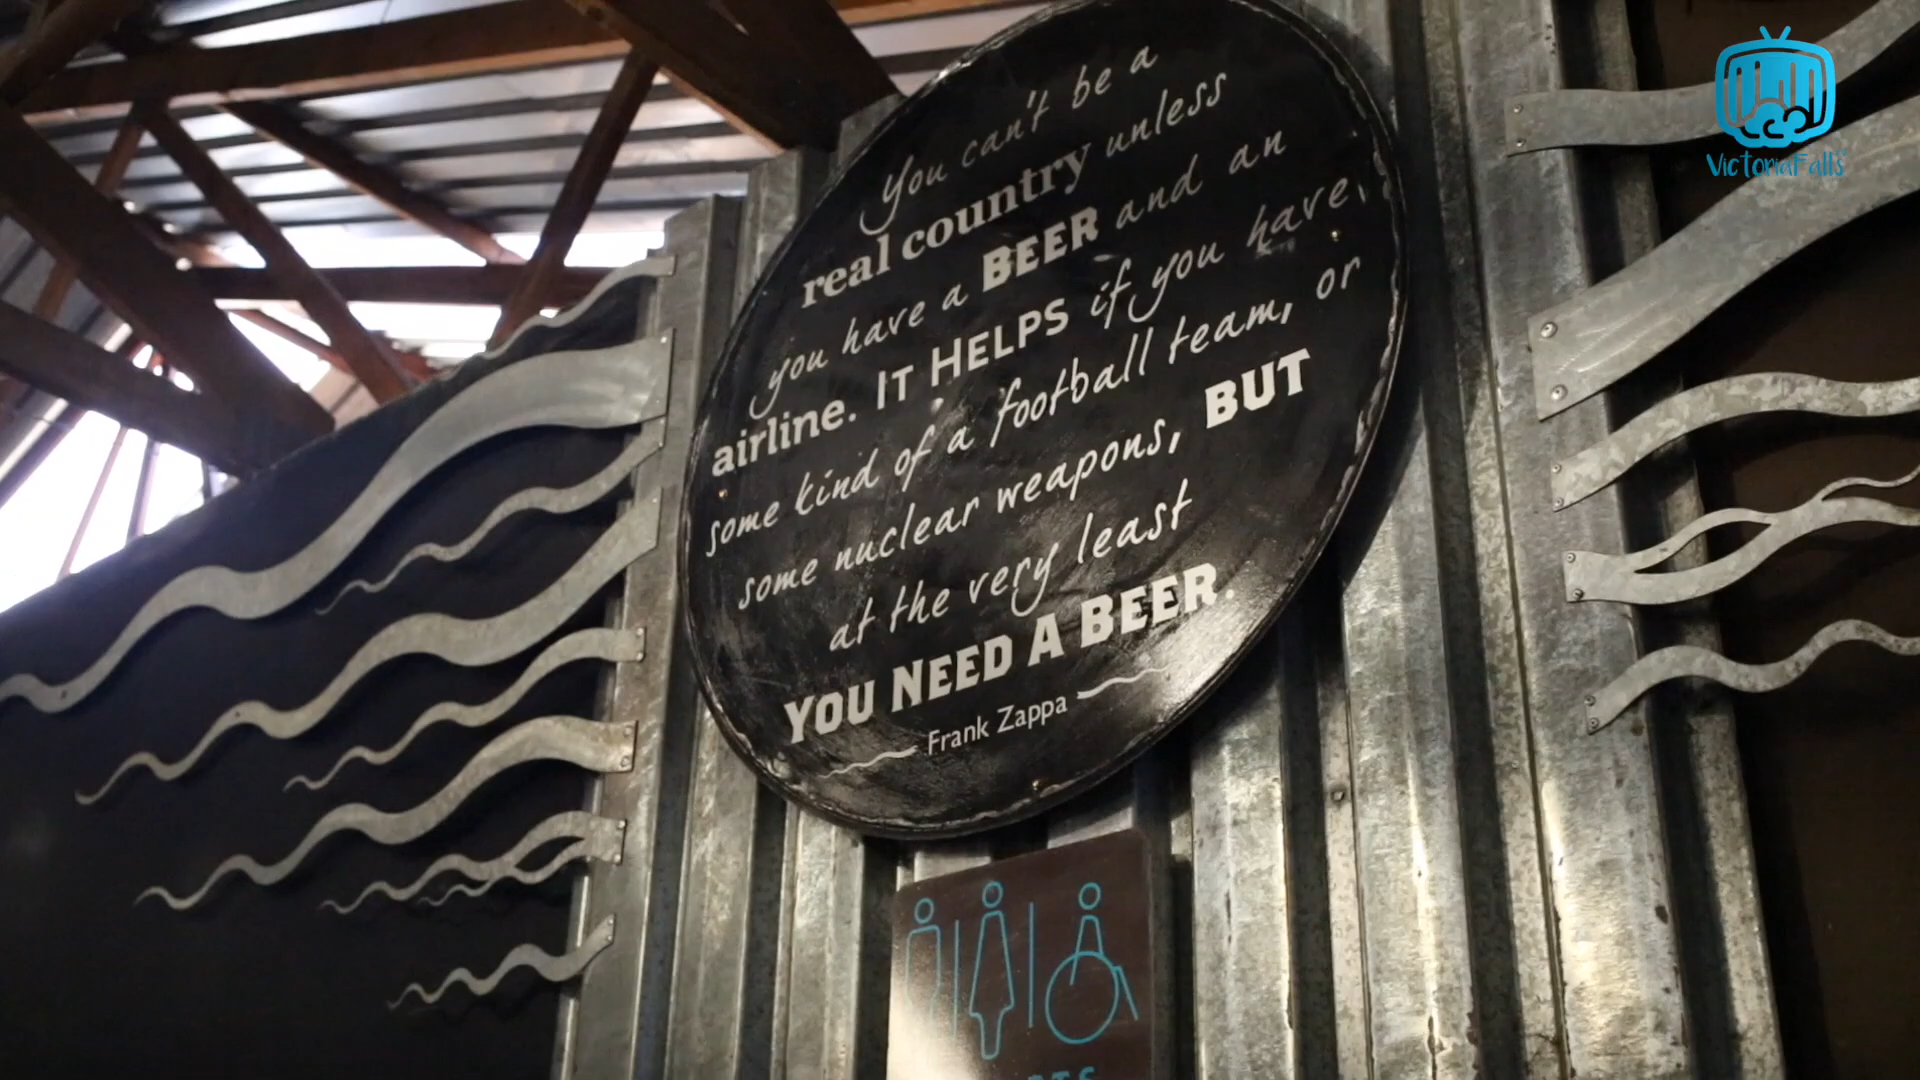 You can't be a
real country unless
you have a BEER and an
airline. IT HELPS if you have
some kind of a football team, or
some nuclear weapons, BUT
at the very least
YOU NEED A BEER.
Frank Zappa
VictoriaFalls